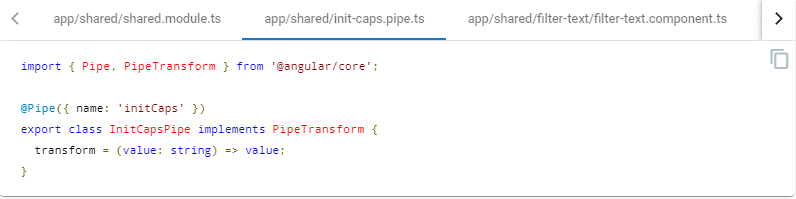 app/shared/shared.module.ts app/shared/init-caps.pipe.ts app/shared/filter-text/filter-text.component.ts
import { Pipe, PipeTransform } from '@angular/core';
@Pipe({ name: 'initCaps' })
export class InitCapsPipe implements PipeTransform {
  transform = (value: string) => value;
}